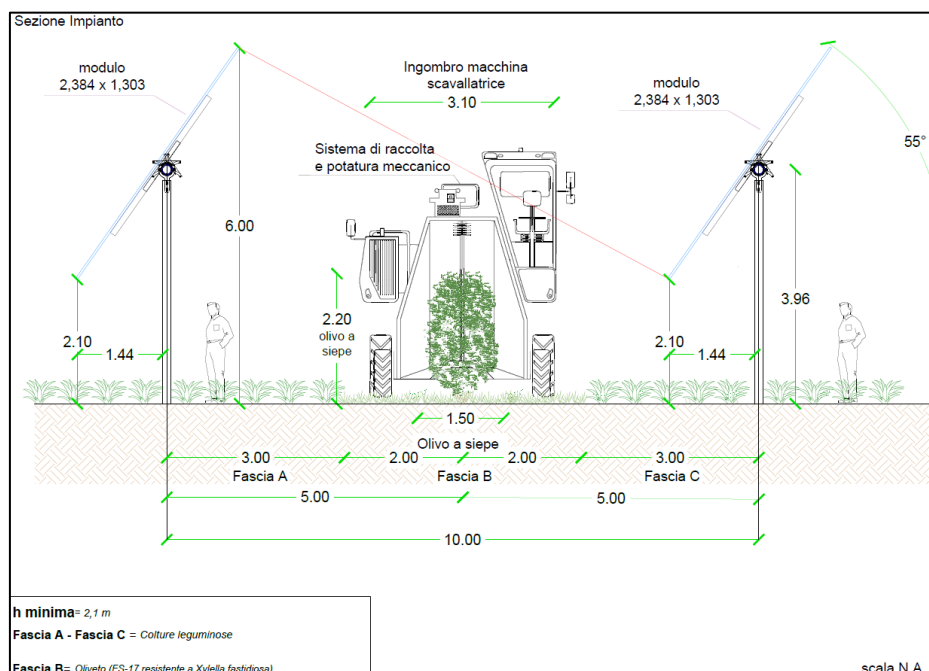 Sezione Impianto
modulo
2,384 x 1,303
Ingombro macchina
scavallatrice
3.10
modulo
2,384 x 1,303
55°
Sistema di raccolta
e potatura meccanico
6.00
3.96
2.20
olivo a
siepe
2.10
1.44
2.10
1.44
1.50
Olivo a siepe
3.00
2.00
2.00
3.00
Fascia A
Fascia B
Fascia C
5.00
5.00
10.00
h minima= 2,1 m
Fascia A - Fascia C = Colture leguminose
Fascia B= Oliveto (FS-17 resistente a Xylella fastidiosa)
scala N.A.